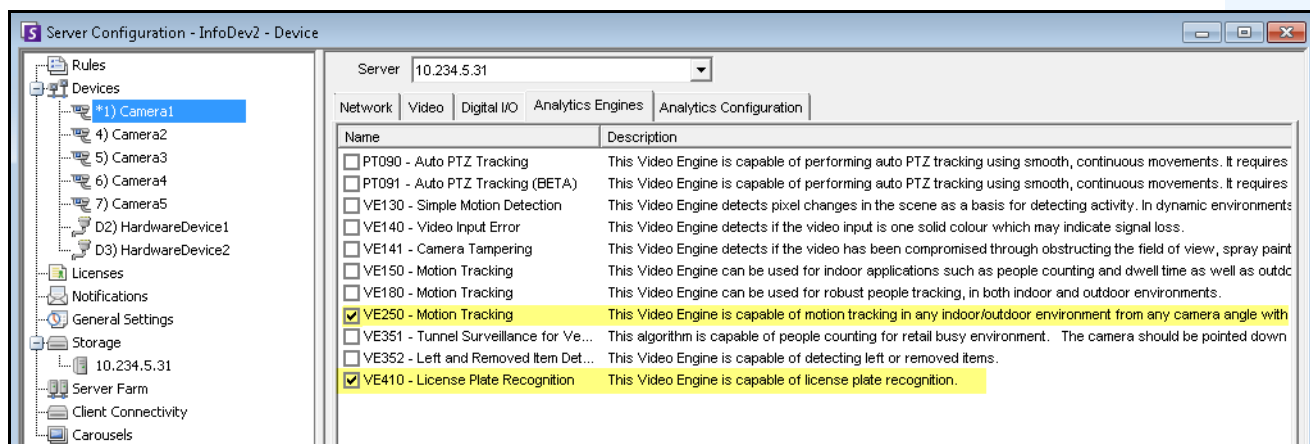 Server Configuration - InfoDev2 - Device
Rules
Devices
*1) Camera1
4) Camera2
5) Camera3
6) Camera4
7) Camera5
D2) HardwareDevice1
D3) HardwareDevice2
Licenses
Notifications
General Settings
Storage
10.234.5.31
Server Farm
Client Connectivity
Carousels
Server 10.234.5.31
Network Video Digital I/O Analytics Engines Analytics Configuration
Name Description
PT090 - Auto PTZ Tracking This Video Engine is capable of performing auto PTZ tracking using smooth, continuous movements. It requires
PT091 - Auto PTZ Tracking (BETA) This Video Engine is capable of performing auto PTZ tracking using smooth, continuous movements. It requires
VE130 - Simple Motion Detection This Video Engine detects pixel changes in the scene as a basis for detecting activity. In dynamic environments
VE140 - Video Input Error This Video Engine detects if the video input is one solid colour which may indicate signal loss.
VE141 - Camera Tampering This Video Engine detects if the video has been compromised through obstructing the field of view, spray paint
VE150 - Motion Tracking This Video Engine can be used for indoor applications such as people counting and dwell time as well as outdo
VE180 - Motion Tracking This Video Engine can be used for robust people tracking, in both indoor and outdoor environments.
VE250 - Motion Tracking This Video Engine is capable of motion tracking in any indoor/outdoor environment from any camera angle with
VE351 - Tunnel Surveillance for Ve... This algorithm is capable of people counting for retail busy environment. The camera should be pointed down
VE352 - Left and Removed Item Det... This Video Engine is capable of detecting left or removed items.
VE410 - License Plate Recognition This Video Engine is capable of license plate recognition.